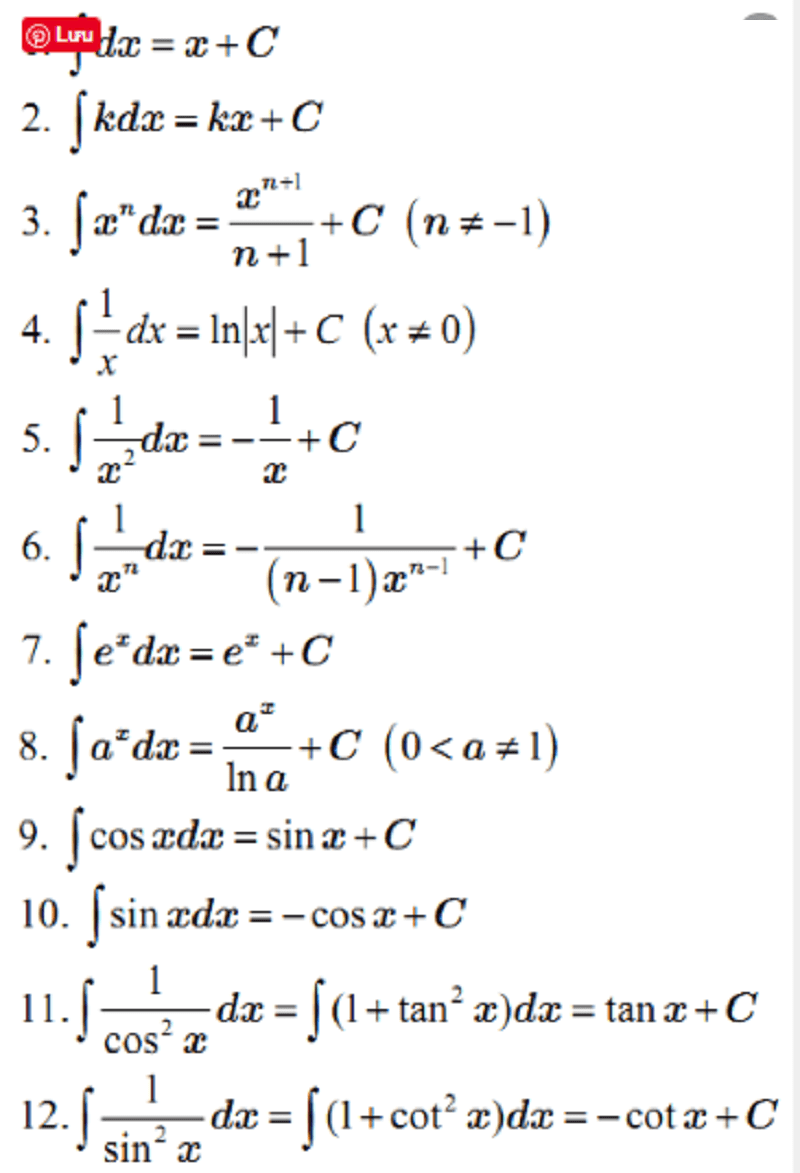 Lưu
∫dx = x + C
2. ∫kdx = kx + C
3. ∫xⁿdx = xⁿ⁺¹/(n+1) + C (n ≠ −1)
4. ∫1/x dx = ln|x| + C (x ≠ 0)
5. ∫1/x² dx = −1/x + C
6. ∫1/xⁿ dx = −1/((n−1)xⁿ⁻¹) + C
7. ∫eˣdx = eˣ + C
8. ∫aˣdx = aˣ/ln a + C (0 < a ≠ 1)
9. ∫cos xdx = sin x + C
10. ∫sin xdx = −cos x + C
11. ∫1/cos² x dx = ∫(1 + tan² x)dx = tan x + C
12. ∫1/sin² x dx = ∫(1 + cot² x)dx = −cot x + C